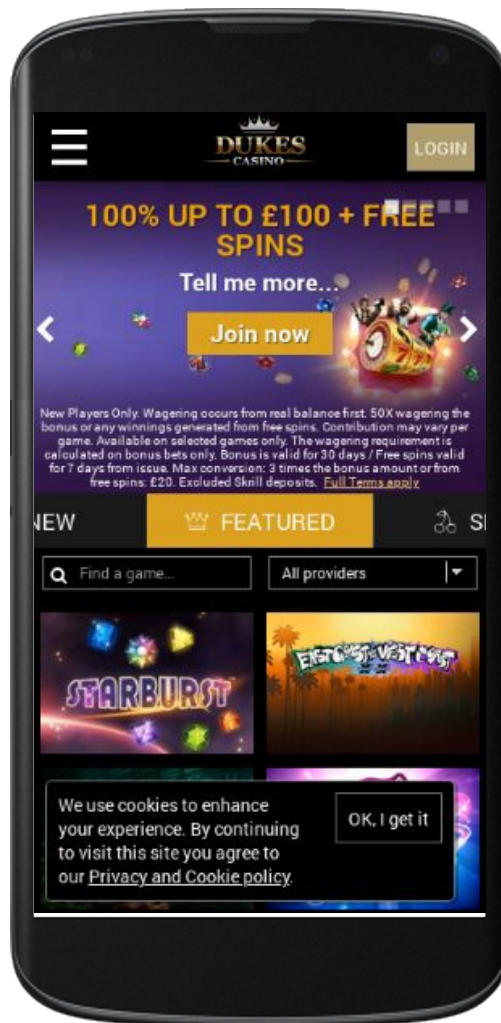 DUKES
CASINO
LOGIN
100% UP TO £100 + FREE
SPINS
Tell me more...
Join now
New Players Only. Wagering occurs from real balance first. 50X wagering the
bonus or any winnings generated from free spins. Contribution may vary per
game. Available on selected games only. The wagering requirement is
calculated on bonus bets only. Bonus is valid for 30 days / Free spins valid
for 7 days from issue. Max conversion: 3 times the bonus amount or from
free spins: £20. Excluded Skrill deposits. Full Terms apply
NEW
FEATURED
Find a game...
All providers
STARBURST
EAST COAST VS WEST COAST
We use cookies to enhance
your experience. By continuing
to visit this site you agree to
our Privacy and Cookie policy.
OK, I get it